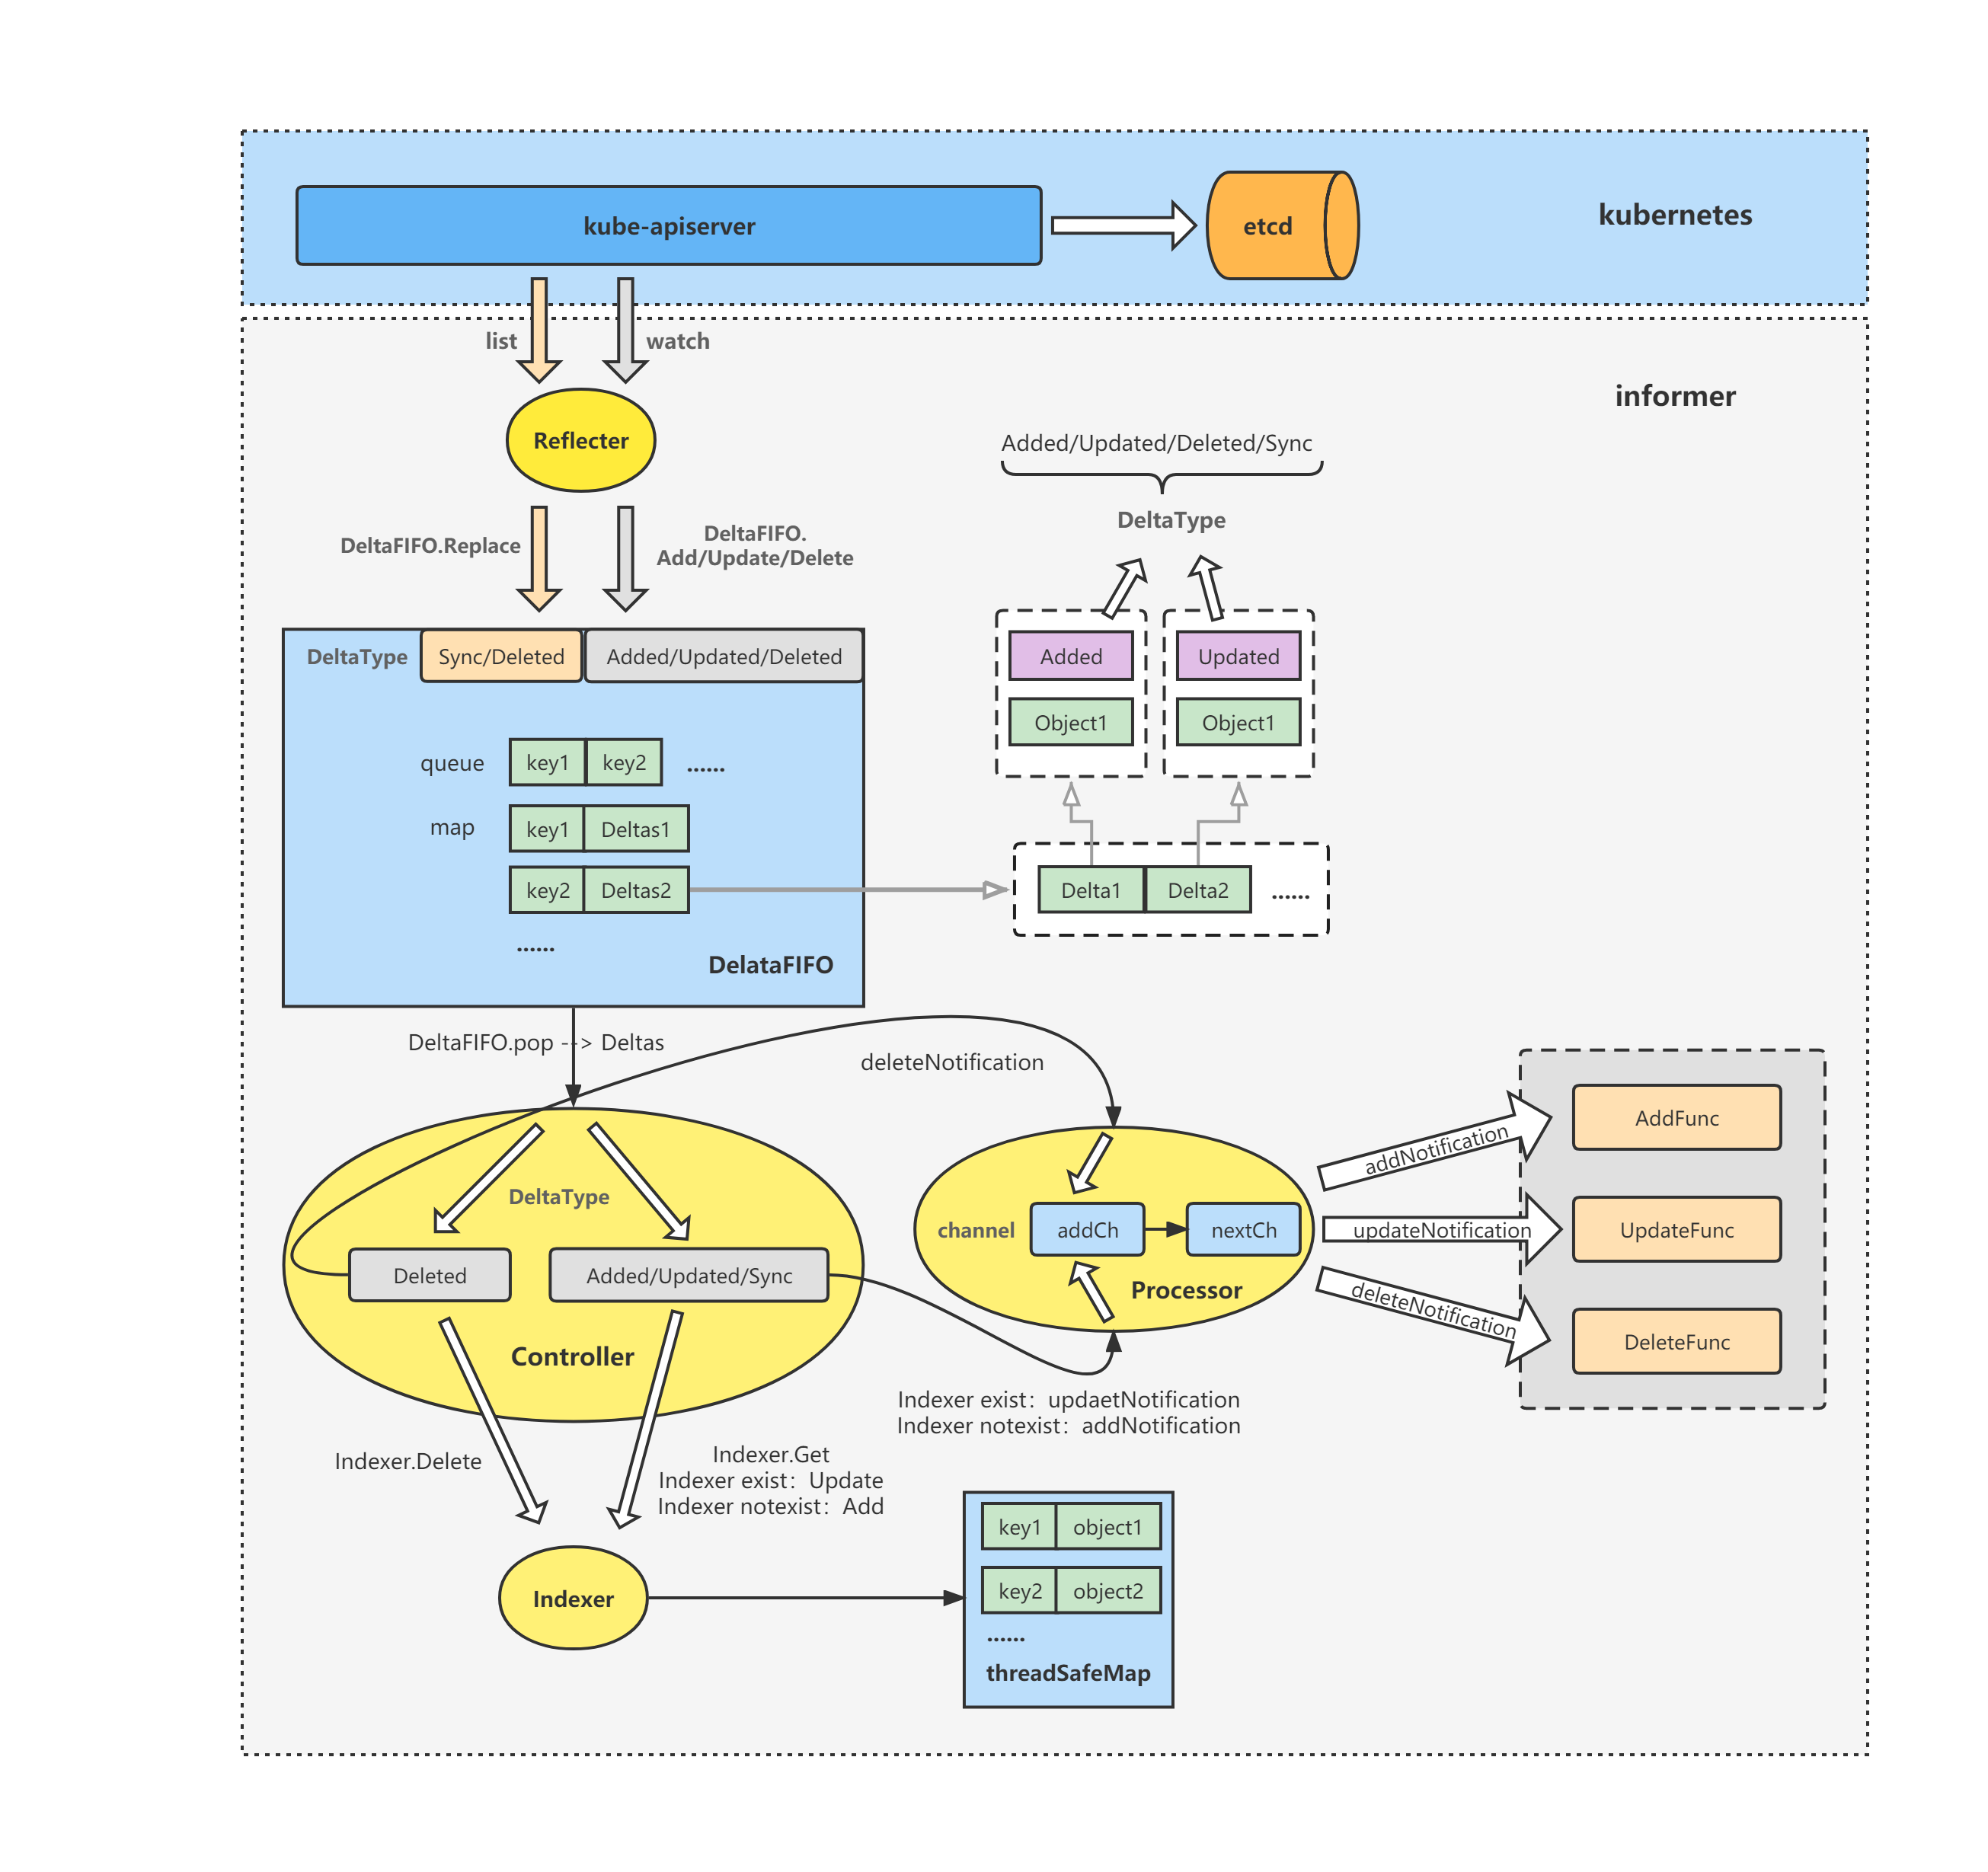 kube-apiserver
etcd
kubernetes
list
watch
informer
Reflecter
Added/Updated/Deleted/Sync
DeltaType
DeltaFIFO.Replace
DeltaFIFO.
Add/Update/Delete
DeltaType
Sync/Deleted
Added/Updated/Deleted
Added
Updated
Object1
Object1
queue
key1
key2
......
map
key1
Deltas1
key2
Deltas2
......
DelataFIFO
Delta1
Delta2
......
DeltaFIFO.pop --> Deltas
deleteNotification
DeltaType
Deleted
Added/Updated/Sync
Controller
channel
addCh
nextCh
Processor
addNotification
updateNotification
deleteNotification
AddFunc
UpdateFunc
DeleteFunc
Indexer exist：updaetNotification
Indexer notexist：addNotification
Indexer.Delete
Indexer.Get
Indexer exist：Update
Indexer notexist：Add
Indexer
key1
object1
key2
object2
......
threadSafeMap